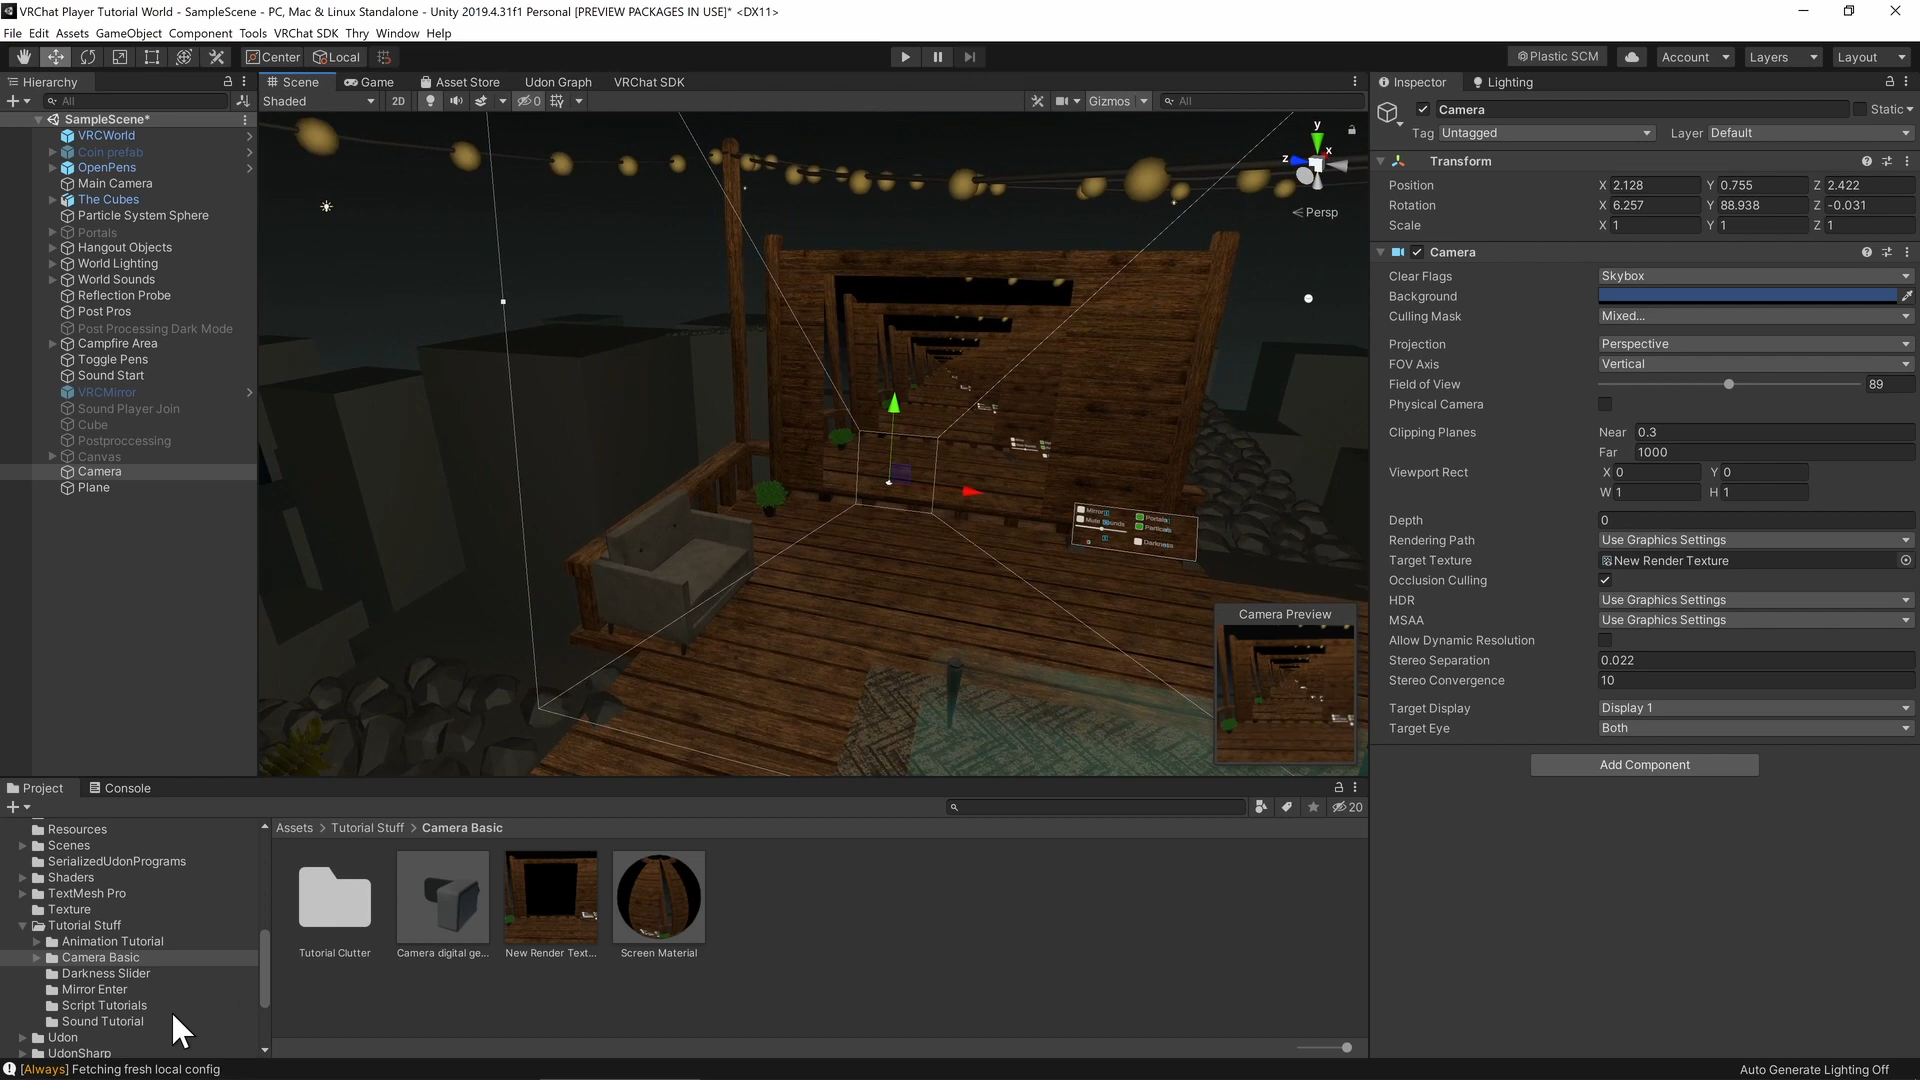 VRChat Player Tutorial World - SampleScene - PC, Mac & Linux Standalone - Unity 2019.4.31f1 Personal [PREVIEW PACKAGES IN USE]* <DX11>
File Edit Assets GameObject Component Tools VRChat SDK Thry Window Help
Center Local Plastic SCM Account Layers Layout
Hierarchy
All
SampleScene*
VRCWorld
Coin prefab
OpenPens
Main Camera
The Cubes
Particle System Sphere
Portals
Hangout Objects
World Lighting
World Sounds
Reflection Probe
Post Pros
Post Processing Dark Mode
Campfire Area
Toggle Pens
Sound Start
VRCMirror
Sound Player Join
Cube
Postproccessing
Canvas
Camera
Plane
Scene Game Asset Store Udon Graph VRChat SDK
Shaded 2D 0 Gizmos All
y
x
z
Persp
Mirror
Portals
Mute Sounds
Particals
Darkness
Camera Preview
Inspector Lighting
Camera Static
Tag Untagged Layer Default
Transform
Position X 2.128 Y 0.755 Z 2.422
Rotation X 6.257 Y 88.938 Z -0.031
Scale X 1 Y 1 Z 1
Camera
Clear Flags Skybox
Background
Culling Mask Mixed...
Projection Perspective
FOV Axis Vertical
Field of View 89
Physical Camera
Clipping Planes Near 0.3
Far 1000
Viewport Rect X 0 Y 0
W 1 H 1
Depth 0
Rendering Path Use Graphics Settings
Target Texture New Render Texture
Occlusion Culling
HDR Use Graphics Settings
MSAA Use Graphics Settings
Allow Dynamic Resolution
Stereo Separation 0.022
Stereo Convergence 10
Target Display Display 1
Target Eye Both
Add Component
Project Console
20
Resources
Scenes
SerializedUdonPrograms
Shaders
TextMesh Pro
Texture
Tutorial Stuff
Animation Tutorial
Camera Basic
Darkness Slider
Mirror Enter
Script Tutorials
Sound Tutorial
Udon
UdonSharp
Assets > Tutorial Stuff > Camera Basic
Tutorial Clutter
Camera digital ge...
New Render Text...
Screen Material
[Always] Fetching fresh local config
Auto Generate Lighting Off